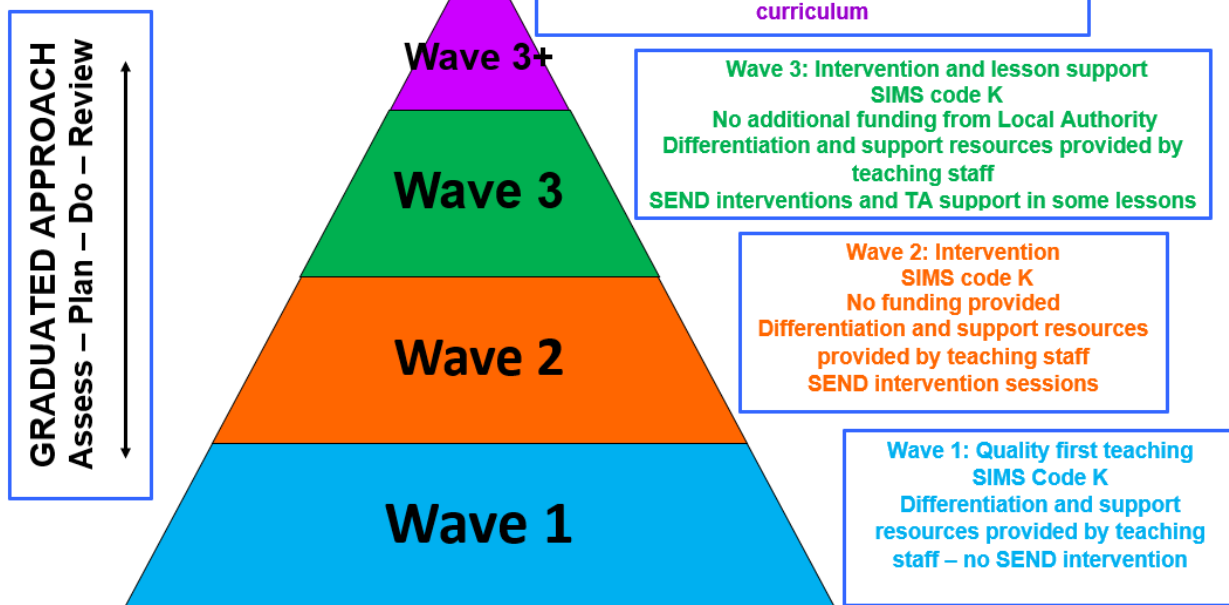 GRADUATED APPROACH
Assess – Plan – Do – Review
curriculum
Wave 3+
Wave 3: Intervention and lesson support
SIMS code K
No additional funding from Local Authority
Differentiation and support resources provided by
teaching staff
SEND interventions and TA support in some lessons
Wave 3
Wave 2: Intervention
SIMS code K
No funding provided
Differentiation and support resources
provided by teaching staff
SEND intervention sessions
Wave 2
Wave 1: Quality first teaching
SIMS Code K
Differentiation and support
resources provided by teaching
staff – no SEND intervention
Wave 1